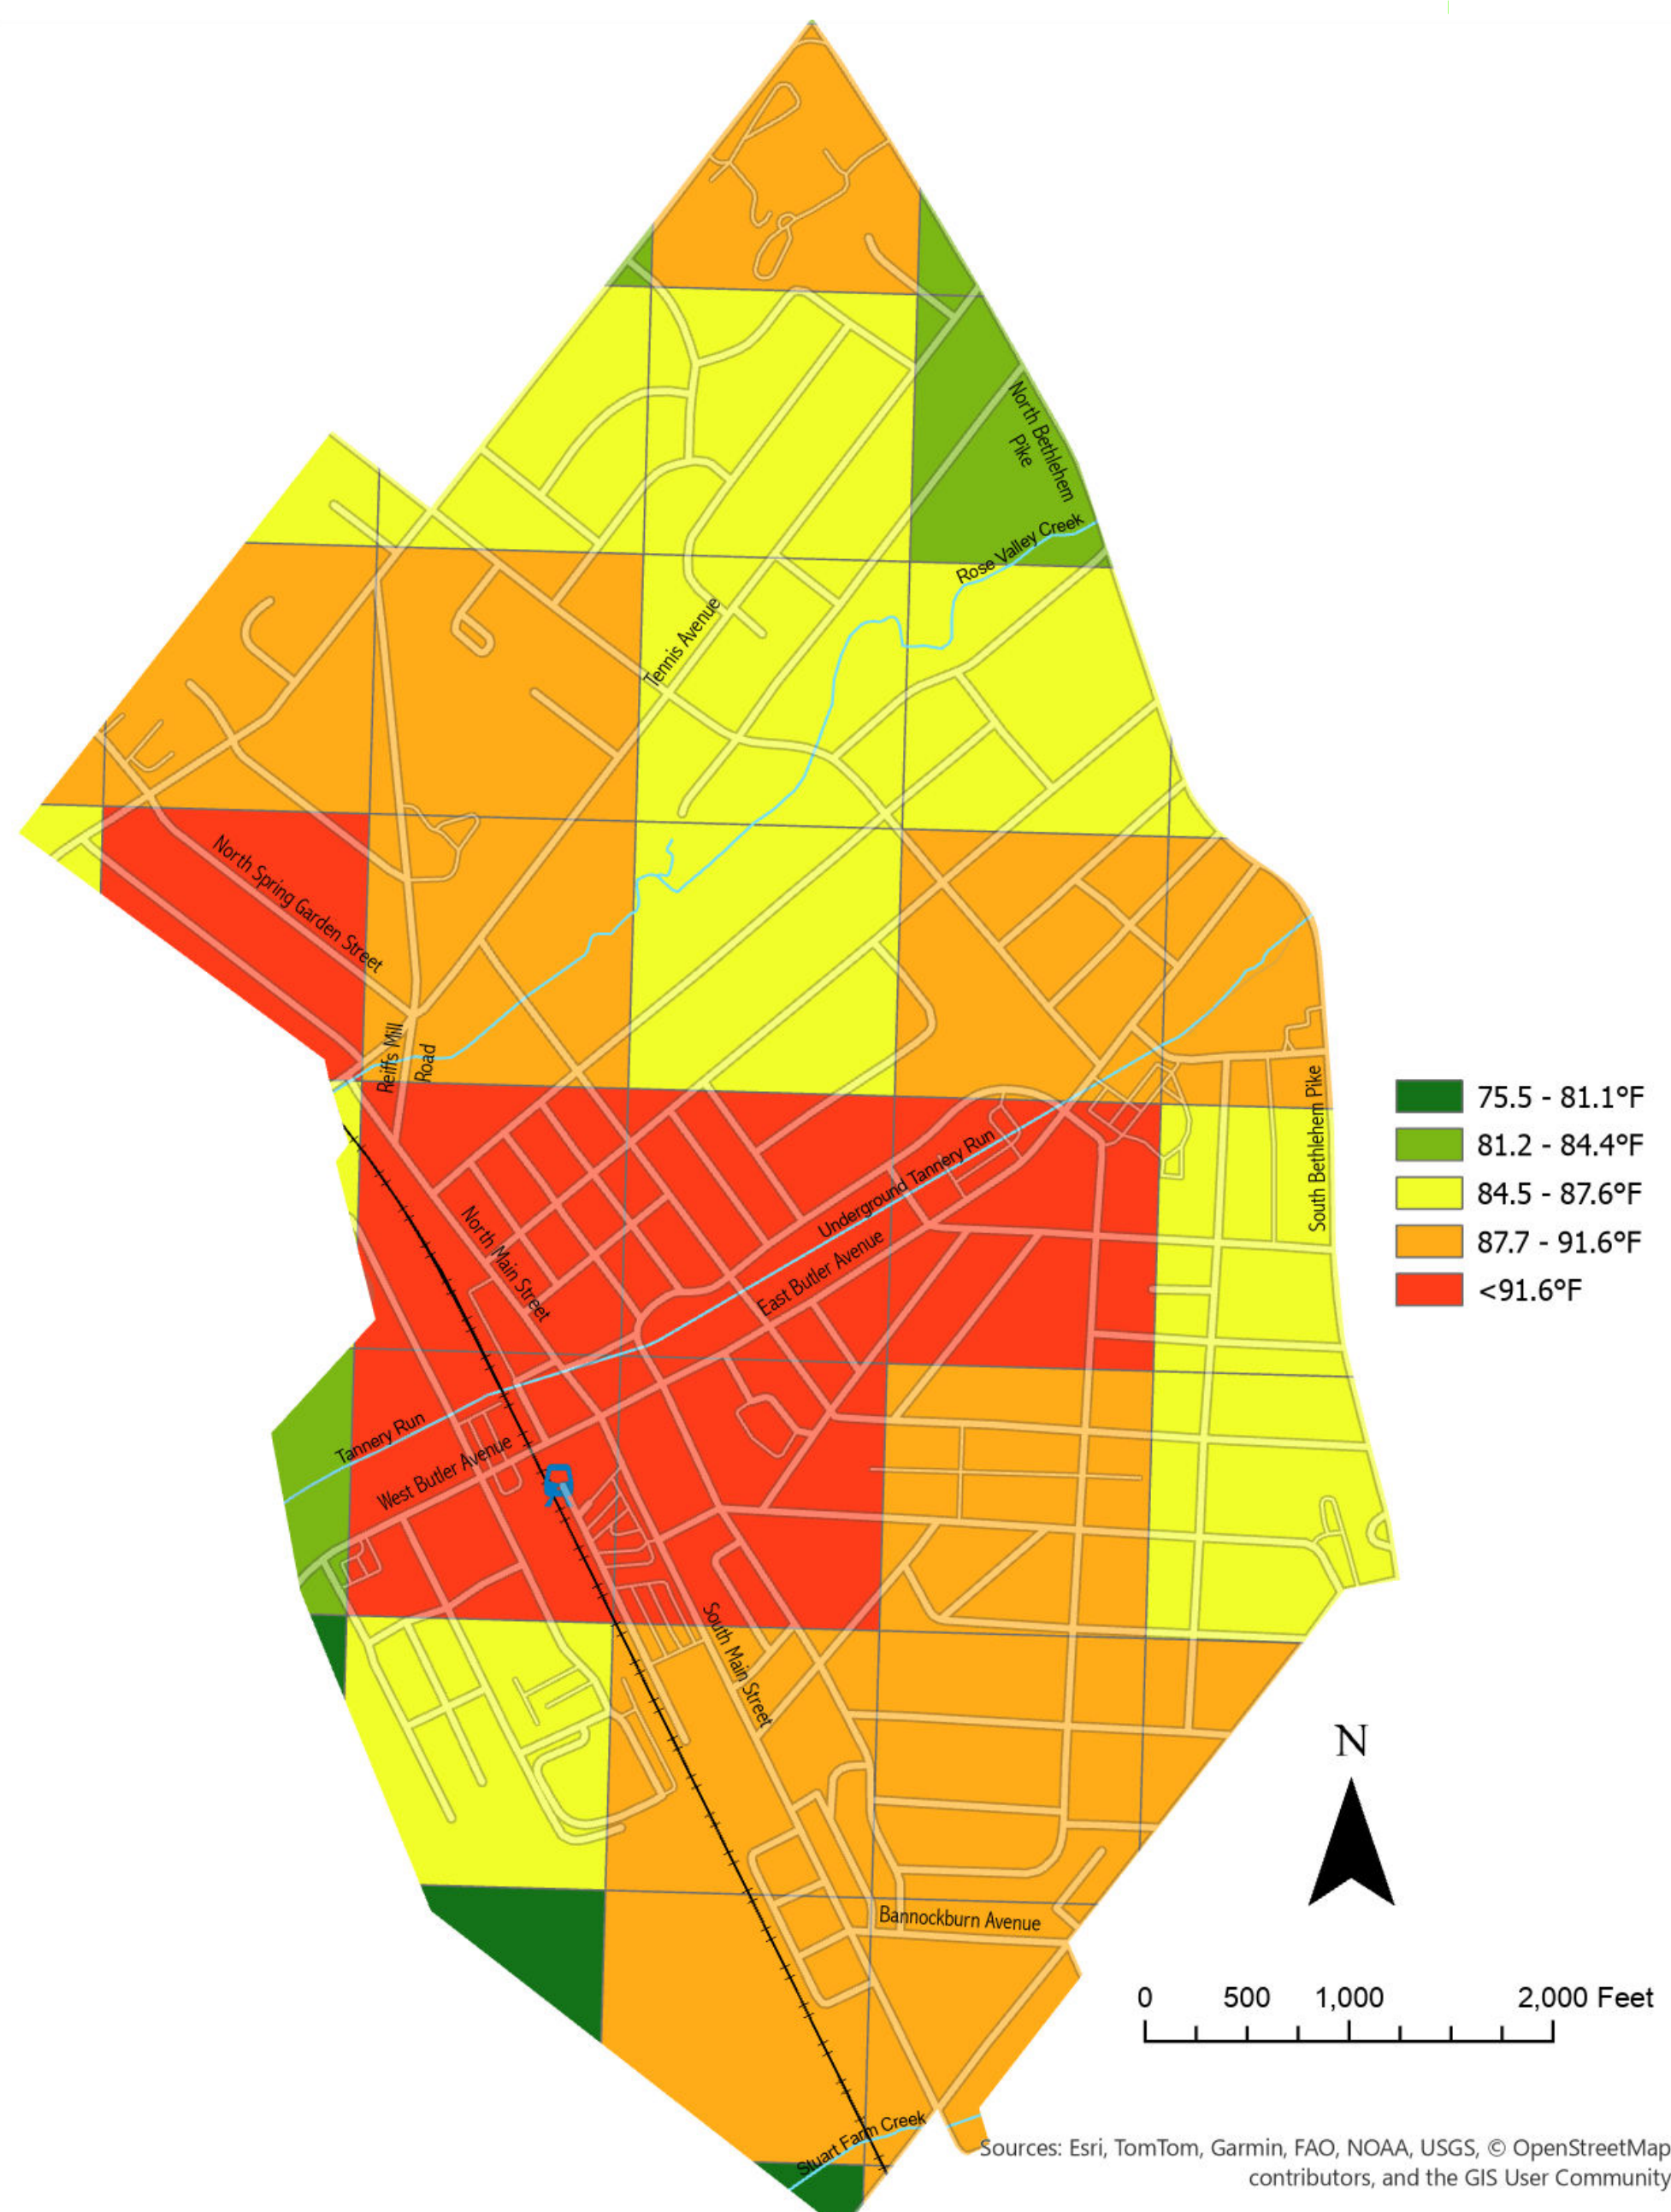 North Bethlehem
Pike
Rose Valley Creek
Tennis Avenue
North Spring Garden Street
Reiffs Mill
Road
South Bethlehem Pike
Underground Tannery Run
North Main Street
East Butler Avenue
Tannery Run
West Butler Avenue
South Main Street
Bannockburn Avenue
Stuart Farm Creek
75.5 - 81.1°F
81.2 - 84.4°F
84.5 - 87.6°F
87.7 - 91.6°F
<91.6°F
N
0 500 1,000 2,000 Feet
Sources: Esri, TomTom, Garmin, FAO, NOAA, USGS, © OpenStreetMap
contributors, and the GIS User Community